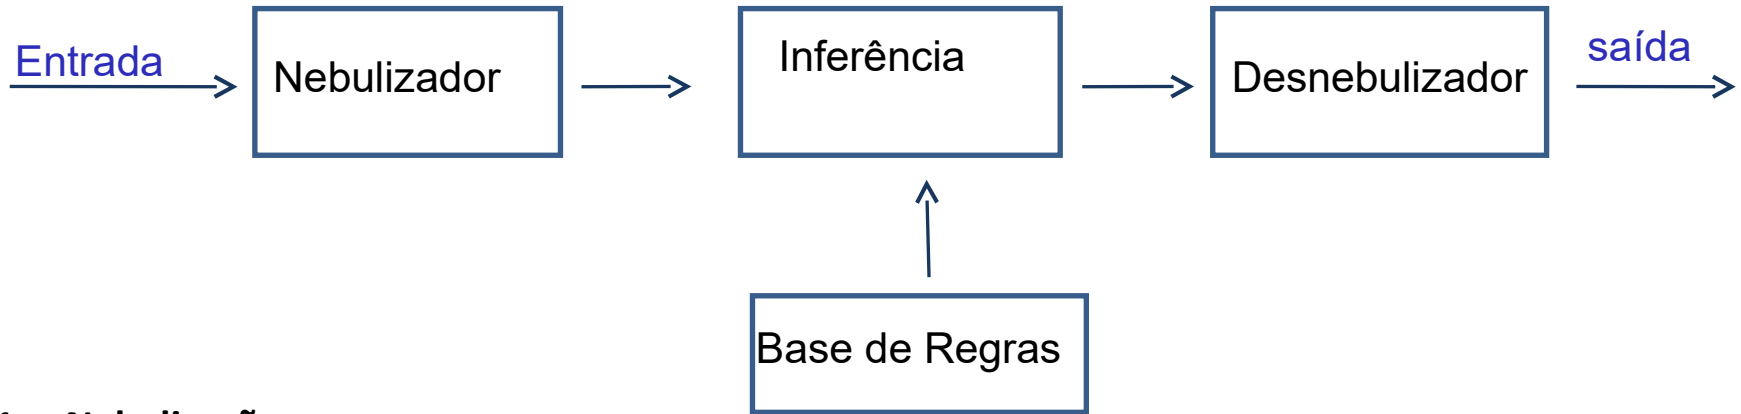 Entrada
Nebulizador
Inferência
Desnebulizador
saída
Base de Regras